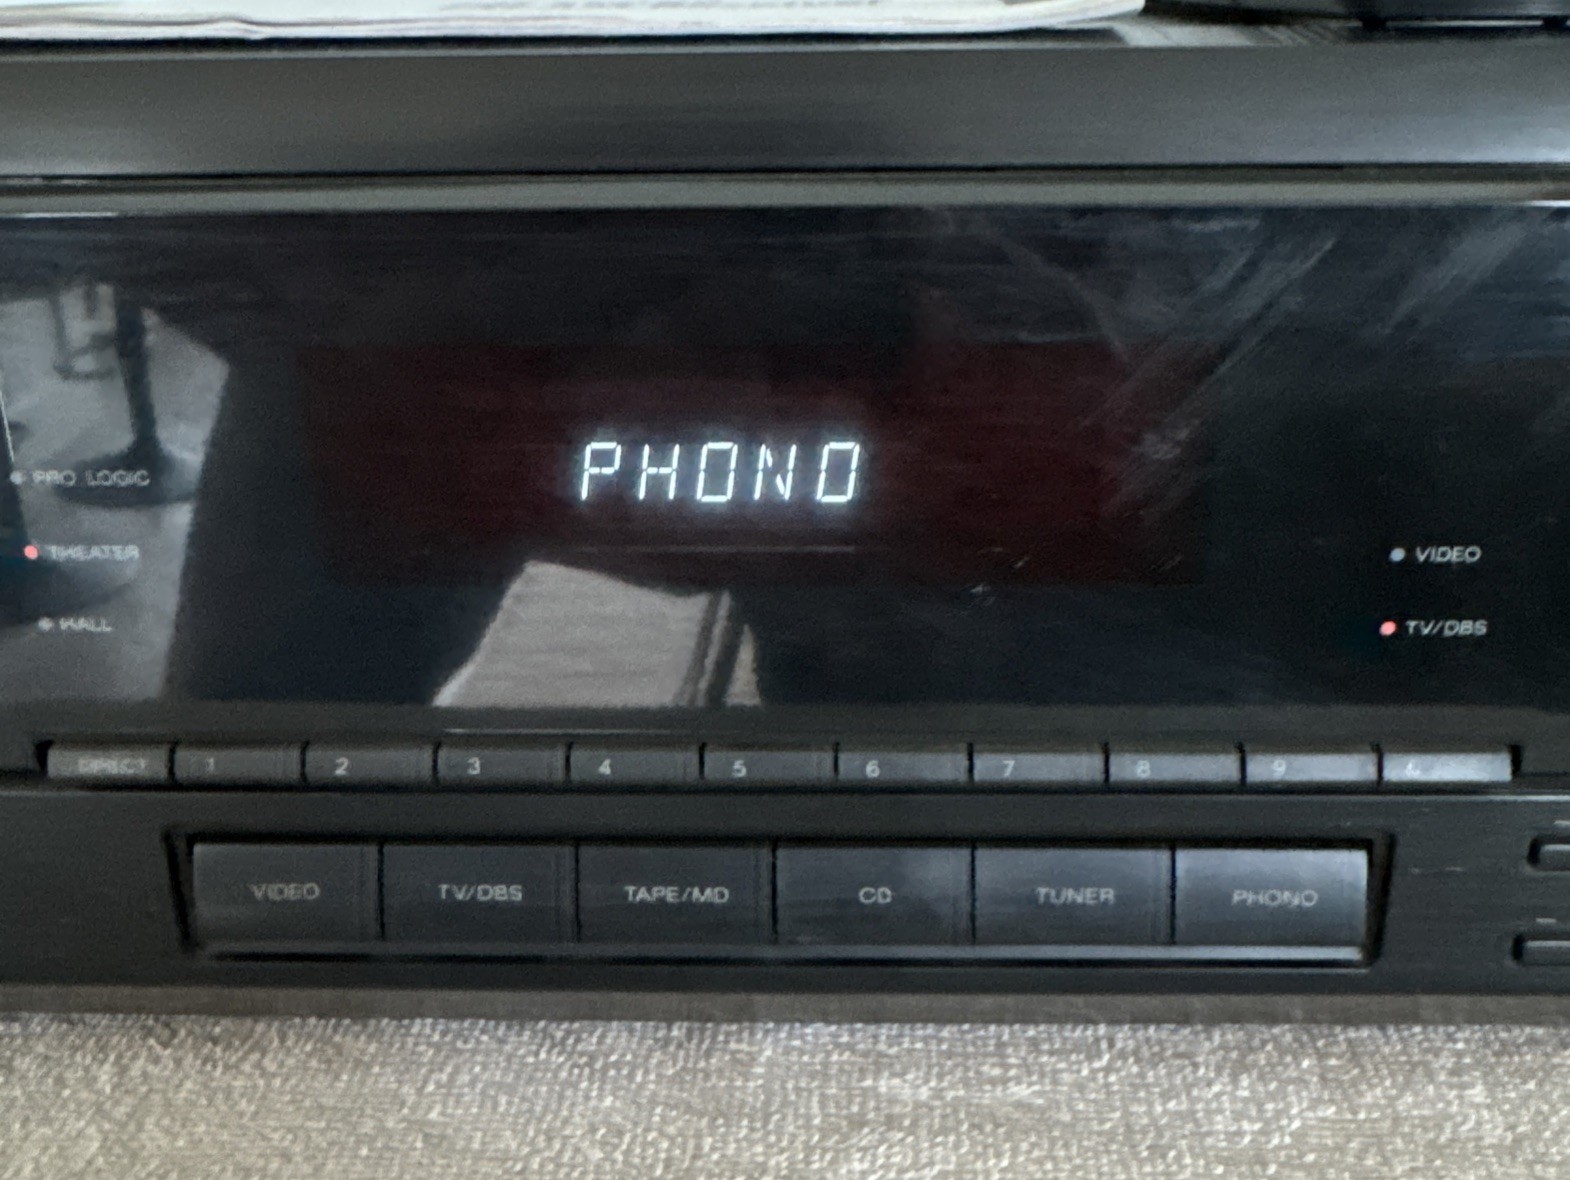 PHONO
PRO LOGIC
THEATER
HALL
VIDEO
TV/DBS
DIRECT 1 2 3 4 5 6 7 8 9
VIDEO TV/DBS TAPE/MD CD TUNER PHONO